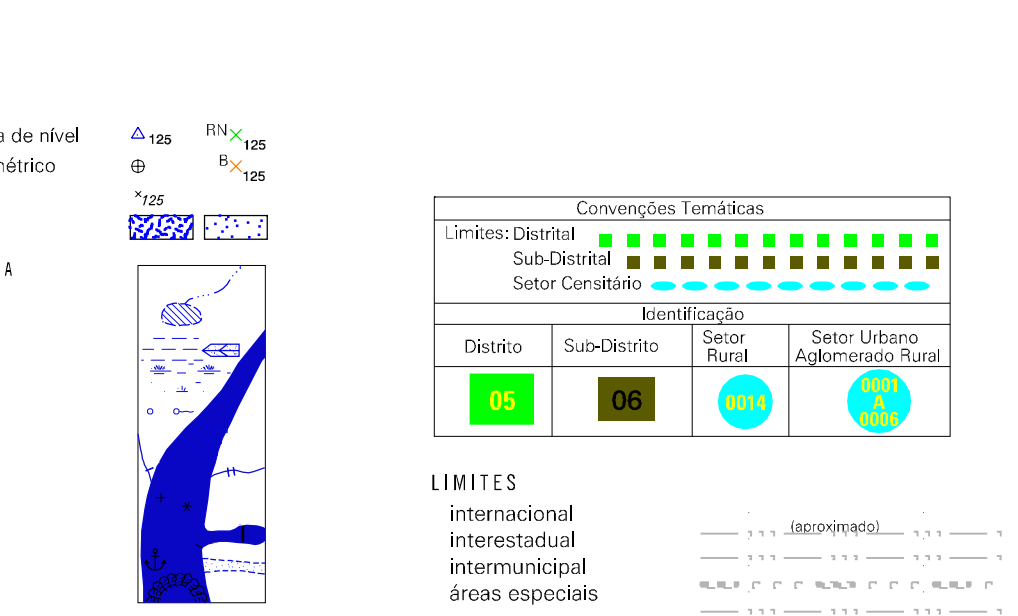 de nível
125
RN
125
B
125
125
A
Convenções Temáticas
Limites: Distrital
Sub-Distrital
Setor Censitário
Identificação
Distrito
Sub-Distrito
Setor
Rural
Setor Urbano
Aglomerado Rural
05
06
0014
0001
A
0006
LIMITES
internacional
interestadual
intermunicipal
áreas especiais
(aproximado)